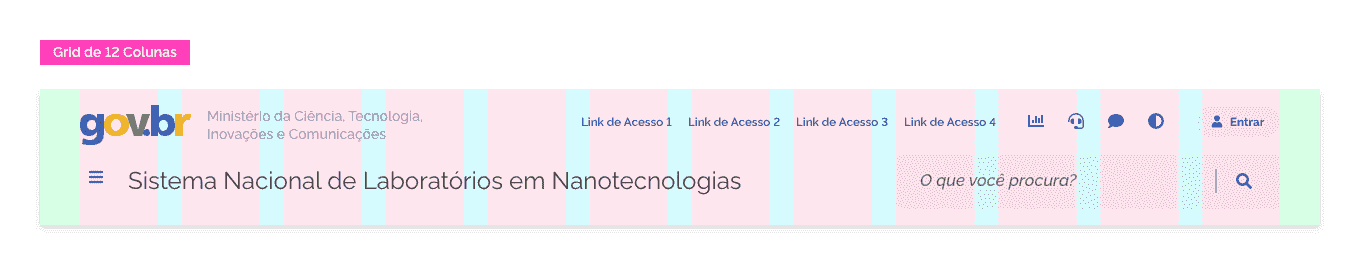 Grid de 12 Colunas
gov.br
Ministério da Ciência, Tecnologia,
Inovações e Comunicações
Link de Acesso 1 Link de Acesso 2 Link de Acesso 3 Link de Acesso 4 Entrar
Sistema Nacional de Laboratórios em Nanotecnologias
O que você procura?